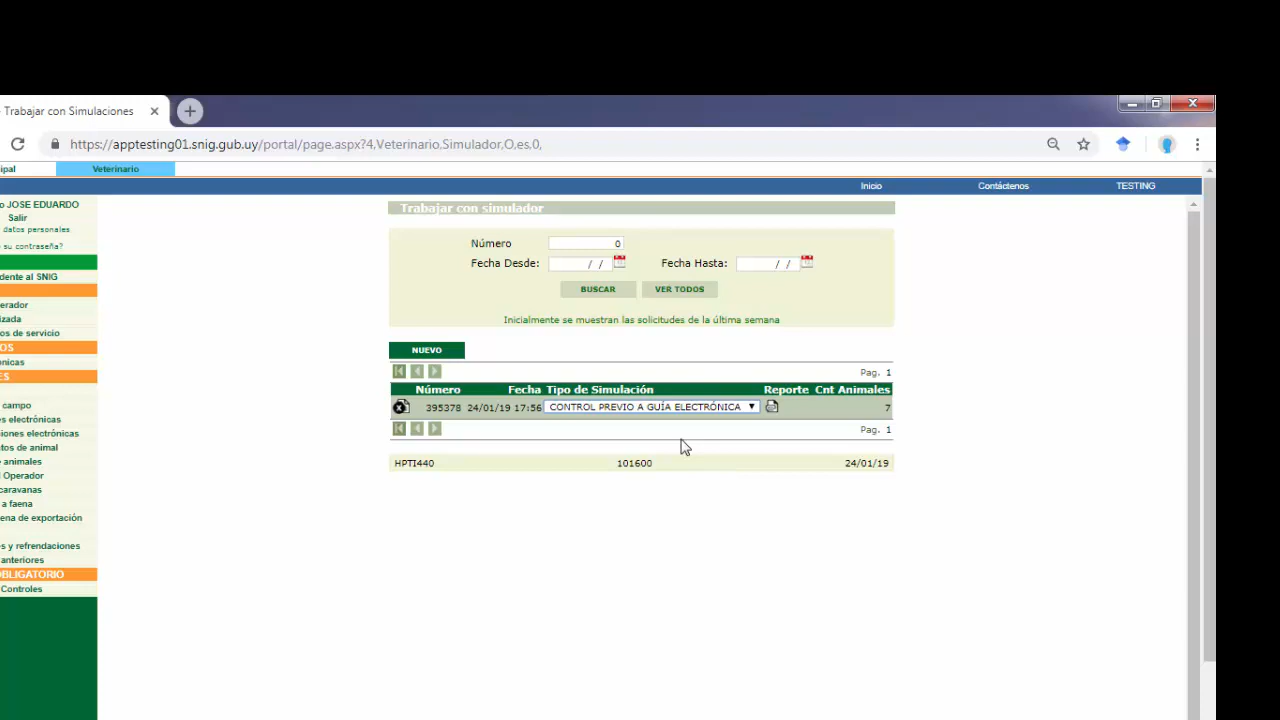 Trabajar con Simulaciones
https://apptesting01.snig.gub.uy/portal/page.aspx?4,Veterinario,Simulador,O,es,0,
ipal Veterinario
Inicio Contáctenos TESTING
o JOSE EDUARDO
Salir
datos personales
su contraseña?
dente al SNIG
erador
izada
os de servicio
OS
ónicas
ES
campo
es electrónicas
iones electrónicas
tos de animal
e animales
l Operador
caravanas
a faena
ena de exportación
s y refrendaciones
anteriores
OBLIGATORIO
Controles
Trabajar con simulador
Número 0
Fecha Desde: / / Fecha Hasta: / /
BUSCAR VER TODOS
Inicialmente se muestran las solicitudes de la última semana
NUEVO
Pag. 1
Número Fecha Tipo de Simulación Reporte Cnt Animales
395378 24/01/19 17:56 CONTROL PREVIO A GUÍA ELECTRÓNICA 7
Pag. 1
HPTI440 101600 24/01/19